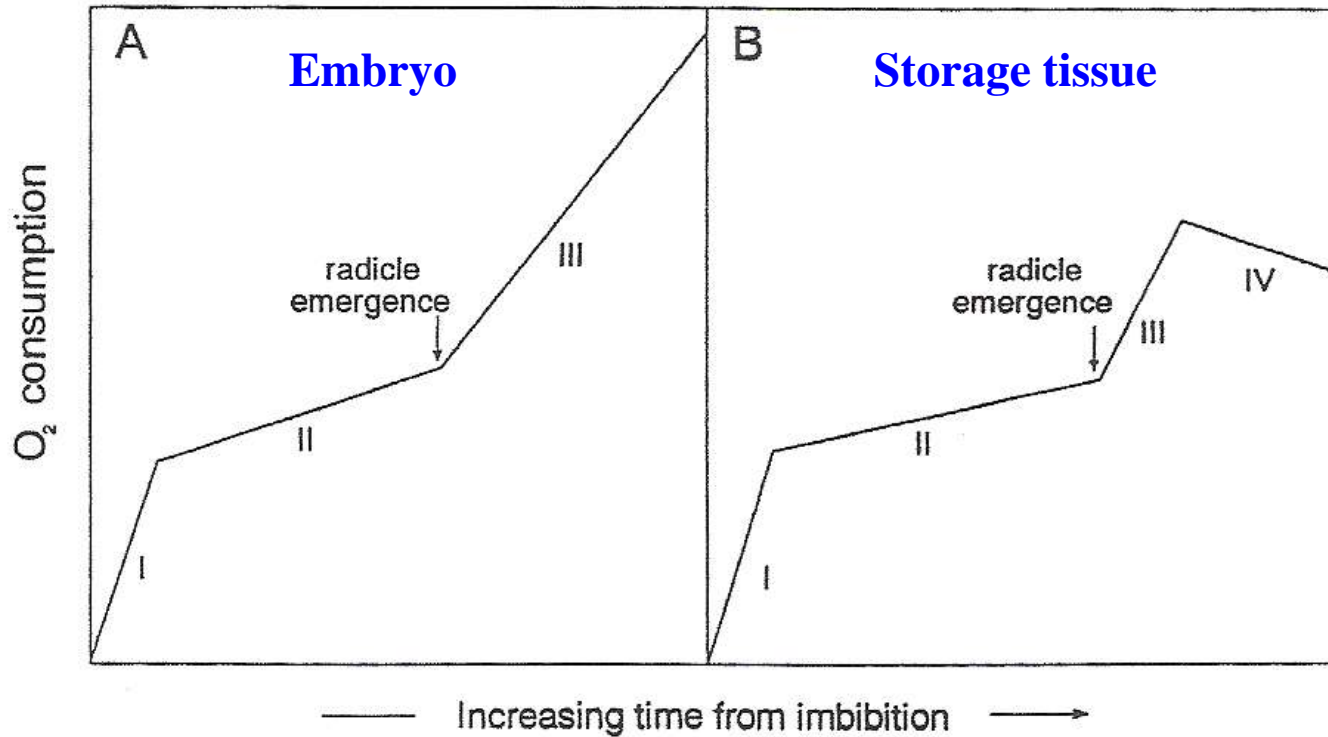 A
Embryo
radicle
emergence
I
II
III
B
Storage tissue
radicle
emergence
I
II
III
IV
O₂ consumption
Increasing time from imbibition